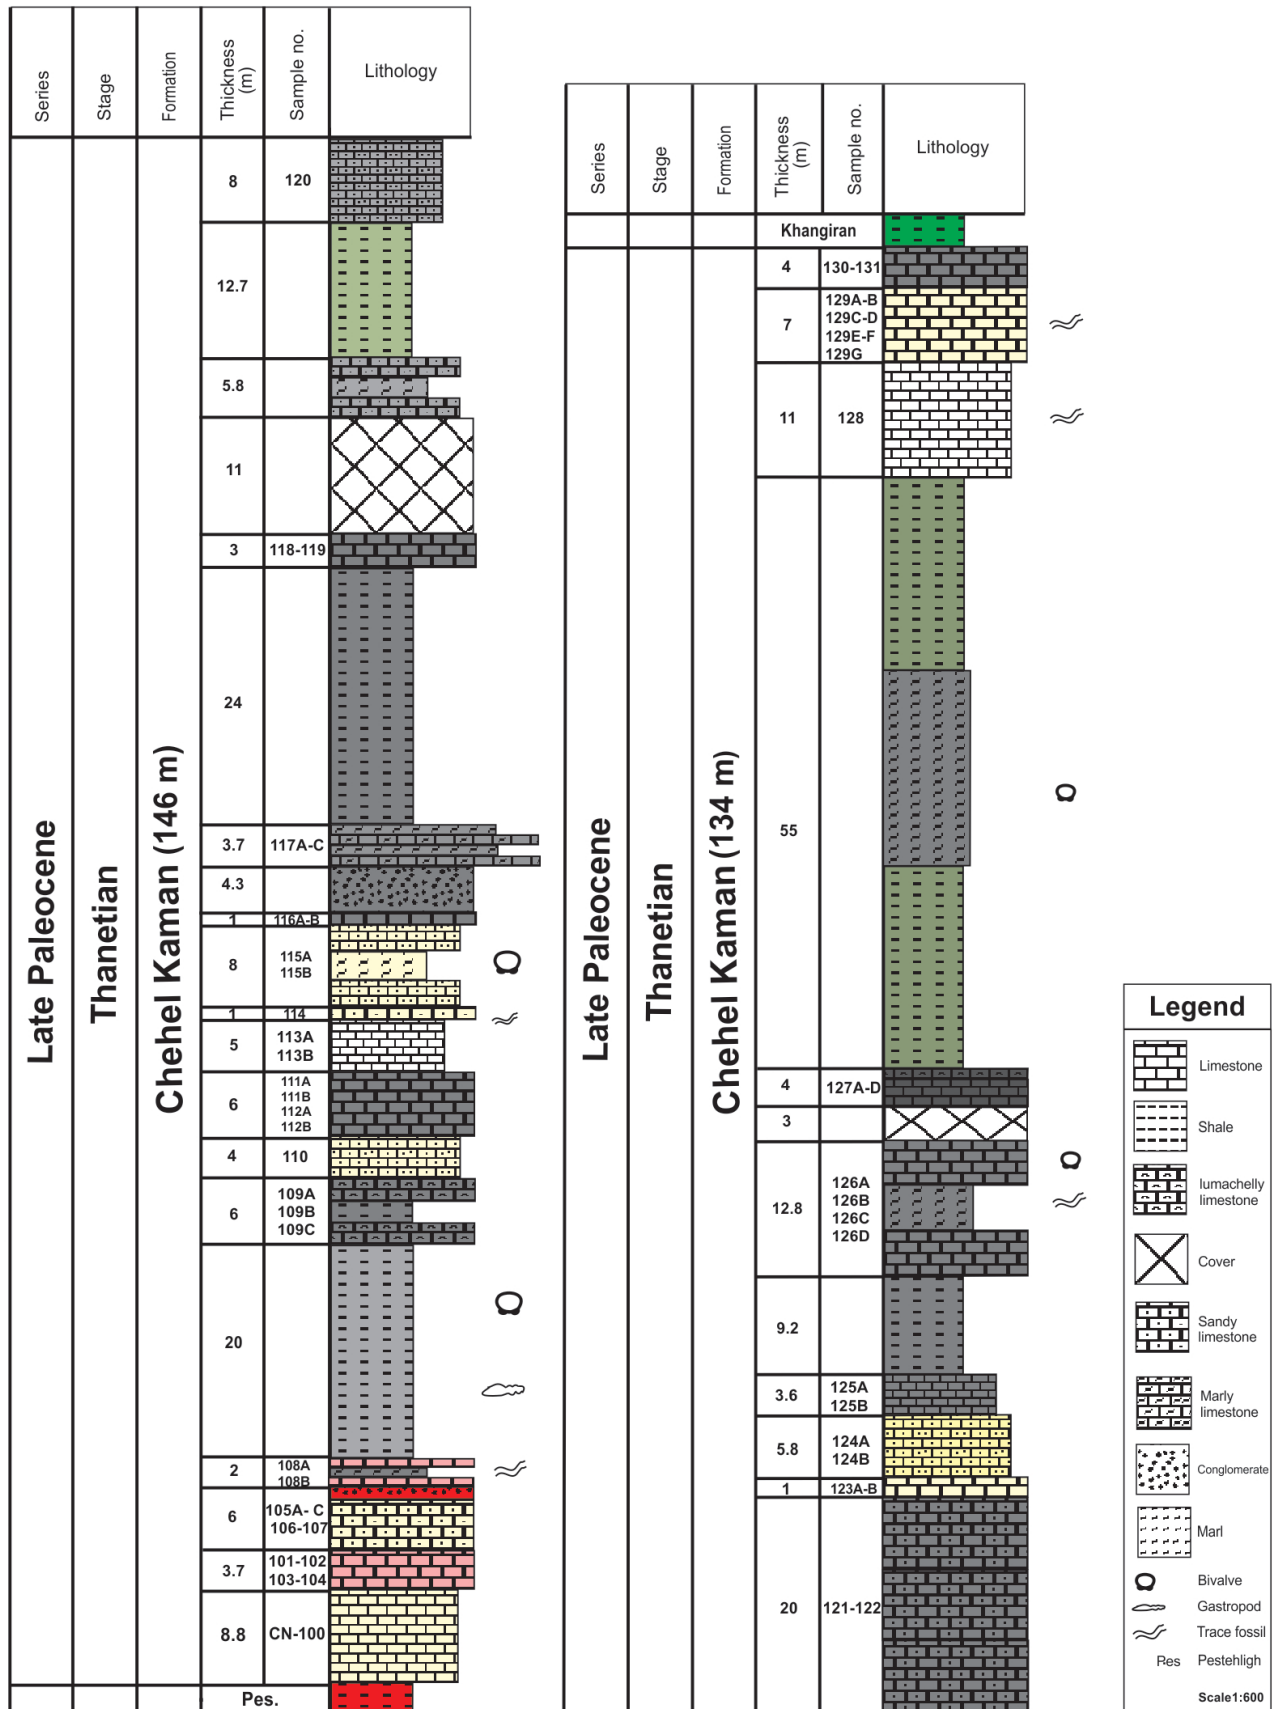 Series
Stage
Formation
Thickness
(m)
Sample no.
Lithology
Late Paleocene
Thanetian
Chehel Kaman (146 m)
8
120
12.7
5.8
11
3
118-119
24
3.7
117A-C
4.3
1
116A-B
8
115A
115B
1
114
5
113A
113B
6
111A
111B
112A
112B
4
110
6
109A
109B
109C
20
2
108A
108B
6
105A- C
106-107
3.7
101-102
103-104
8.8
CN-100
Pes.
Series
Stage
Formation
Thickness
(m)
Sample no.
Lithology
Khangiran
Late Paleocene
Thanetian
Chehel Kaman (134 m)
4
130-131
7
129A-B
129C-D
129E-F
129G
11
128
55
4
127A-D
3
12.8
126A
126B
126C
126D
9.2
3.6
125A
125B
5.8
124A
124B
1
123A-B
20
121-122
Legend
Limestone
Shale
lumachelly
limestone
Cover
Sandy
limestone
Marly
limestone
Conglomerate
Marl
Bivalve
Gastropod
Trace fossil
Res Pestehligh
Scale1:600